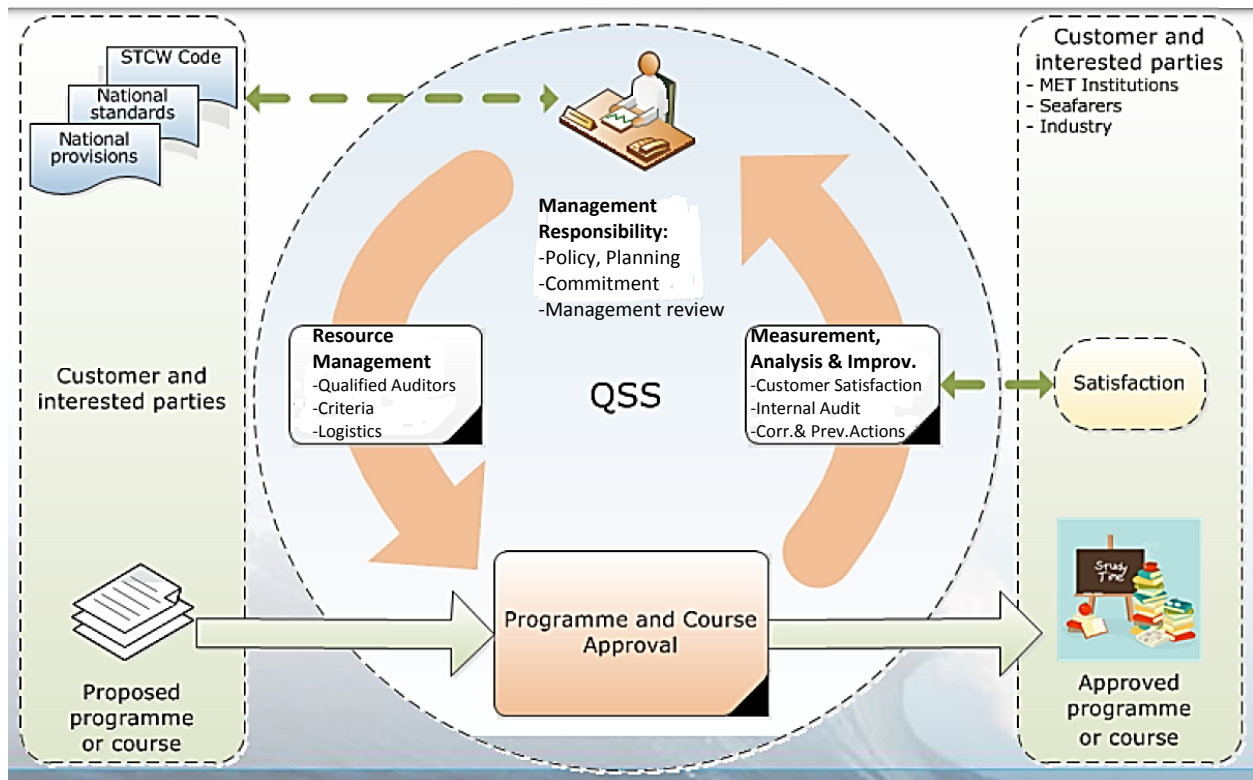 STCW Code
National
standards
National
provisions
Customer and
interested parties
Proposed
programme
or course
Management
Responsibility:
-Policy, Planning
-Commitment
-Management review
Resource
Management
-Qualified Auditors
-Criteria
-Logistics
QSS
Measurement,
Analysis & Improv.
-Customer Satisfaction
-Internal Audit
-Corr.& Prev.Actions
Programme and Course
Approval
Customer and
interested parties
- MET Institutions
- Seafarers
- Industry
Satisfaction
Study
Time
Approved
programme
or course